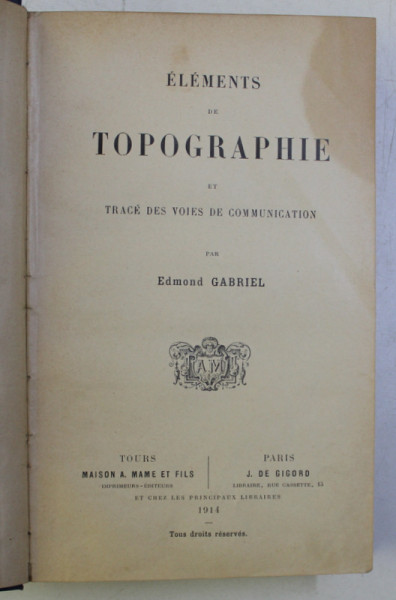 ÉLÉMENTS
DE
TOPOGRAPHIE
ET
TRACÉ DES VOIES DE COMMUNICATION
PAR
Edmond GABRIEL
AM
TOURS
MAISON A. MAME ET FILS
IMPRIMEURS-ÉDITEURS
PARIS
J. DE GIGORD
LIBRAIRE, RUE CASSETTE, 15
ET CHEZ LES PRINCIPAUX LIBRAIRES
1914
Tous droits réservés.